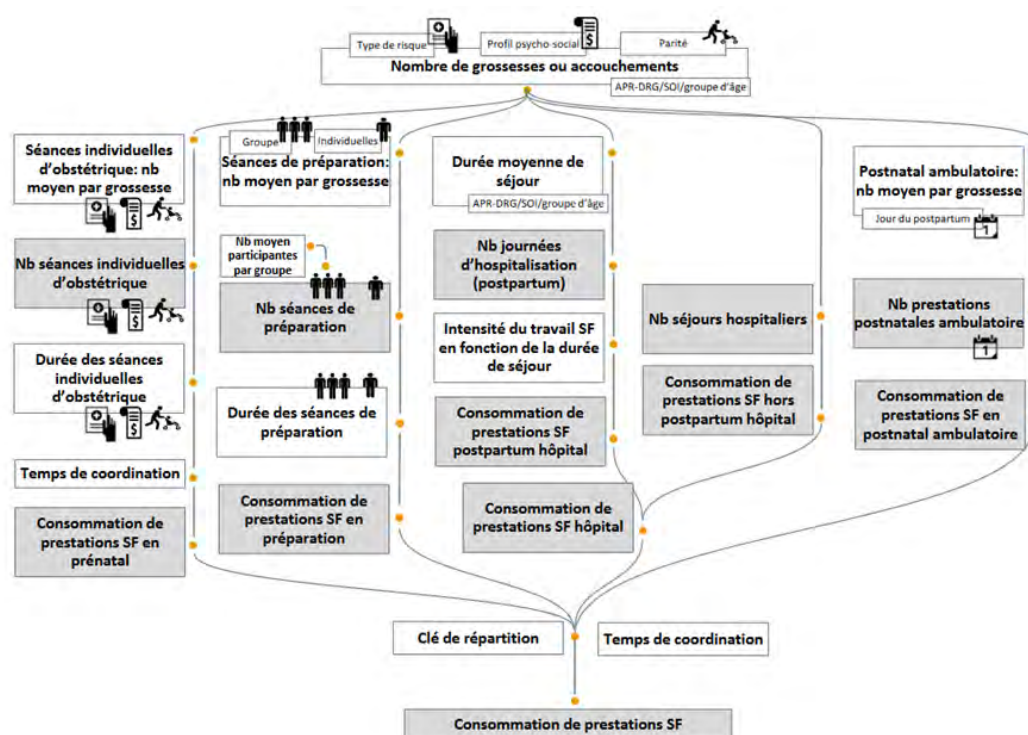 Type de risque
Profil psycho-social
Parité
Nombre de grossesses ou accouchements
APR-DRG/SOI/groupe d'âge
Séances individuelles
d'obstétrique: nb
moyen par grossesse
Nb séances individuelles
d'obstétrique
Durée des séances
individuelles
d'obstétrique
Temps de coordination
Consommation de
prestations SF en
prénatal
Groupe
Individuelles
Séances de préparation:
nb moyen par grossesse
Nb moyen
participantes
par groupe
Nb séances de
préparation
Durée des séances de
préparation
Consommation de
prestations SF en
préparation
Durée moyenne de
séjour
APR-DRG/SOI/groupe d'âge
Nb journées
d'hospitalisation
(postpartum)
Intensité du travail SF
en fonction de la durée
de séjour
Consommation de
prestations SF
postpartum hôpital
Nb séjours hospitaliers
Consommation de
prestations SF hors
postpartum hôpital
Consommation de
prestations SF hôpital
Postnatal ambulatoire:
nb moyen par grossesse
Jour du postpartum
1
Nb prestations
postnatales ambulatoire
1
Consommation de
prestations SF en
postnatal ambulatoire
Clé de répartition
Temps de coordination
Consommation de prestations SF